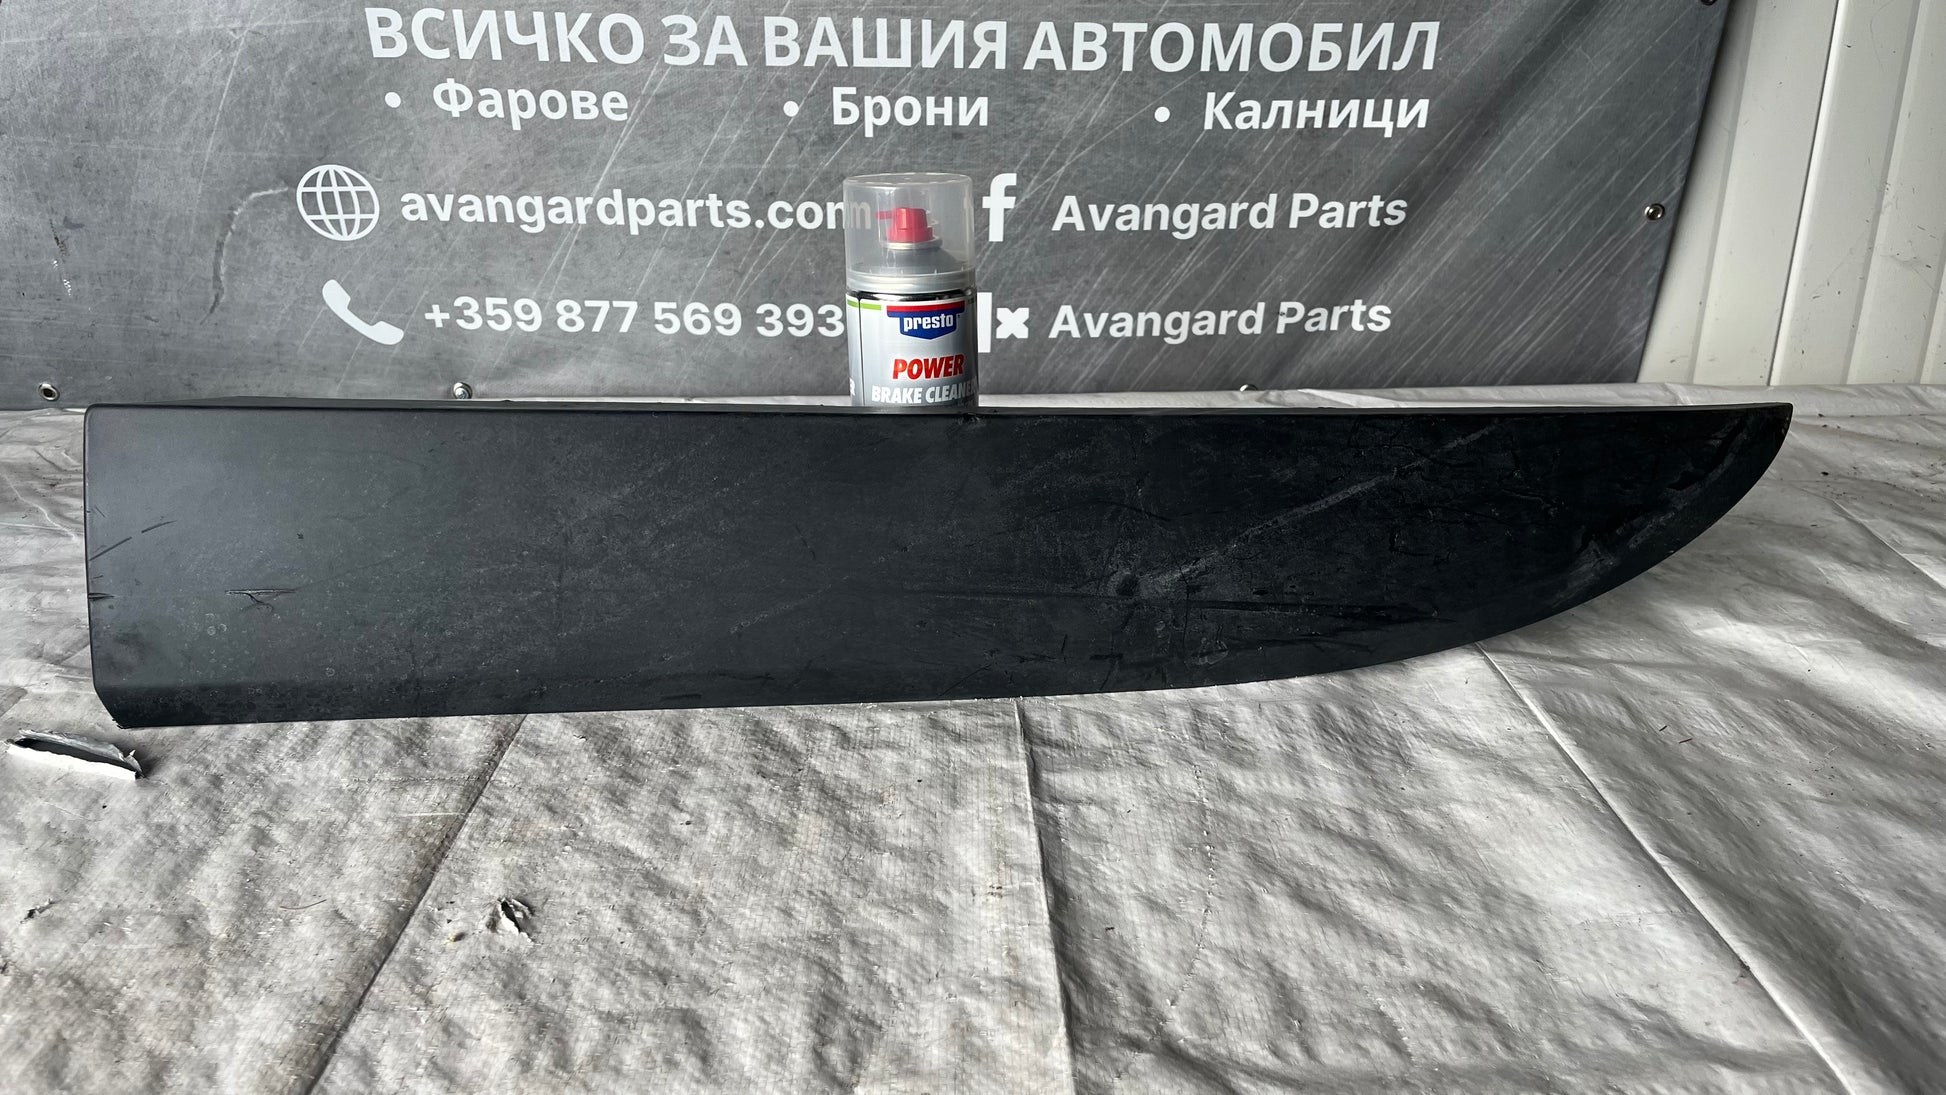 ВСИЧКО ЗА ВАШИЯ АВТОМОБИЛ
• Фарове • Брони • Калници
avangardparts.com f Avangard Parts
+359 877 569 393 Avangard Parts
presto
POWER
BRAKE CLEANE